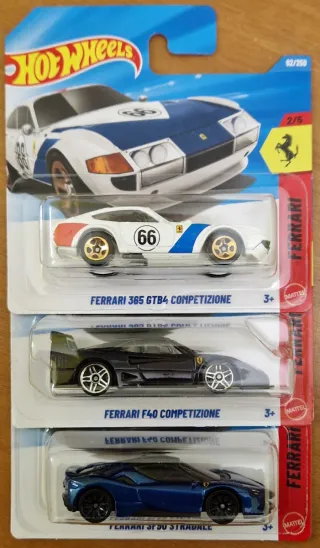 HOT WHEELS
92/250
2/5
66
FERRARI
66
MATTEL
FERRARI 365 GTB4 COMPETIZIONE
3+
FERRARI
MATTEL
FERRARI F40 COMPETIZIONE
3+
FERRARI
MATTEL
FERRARI SF90 STRADALE
3+